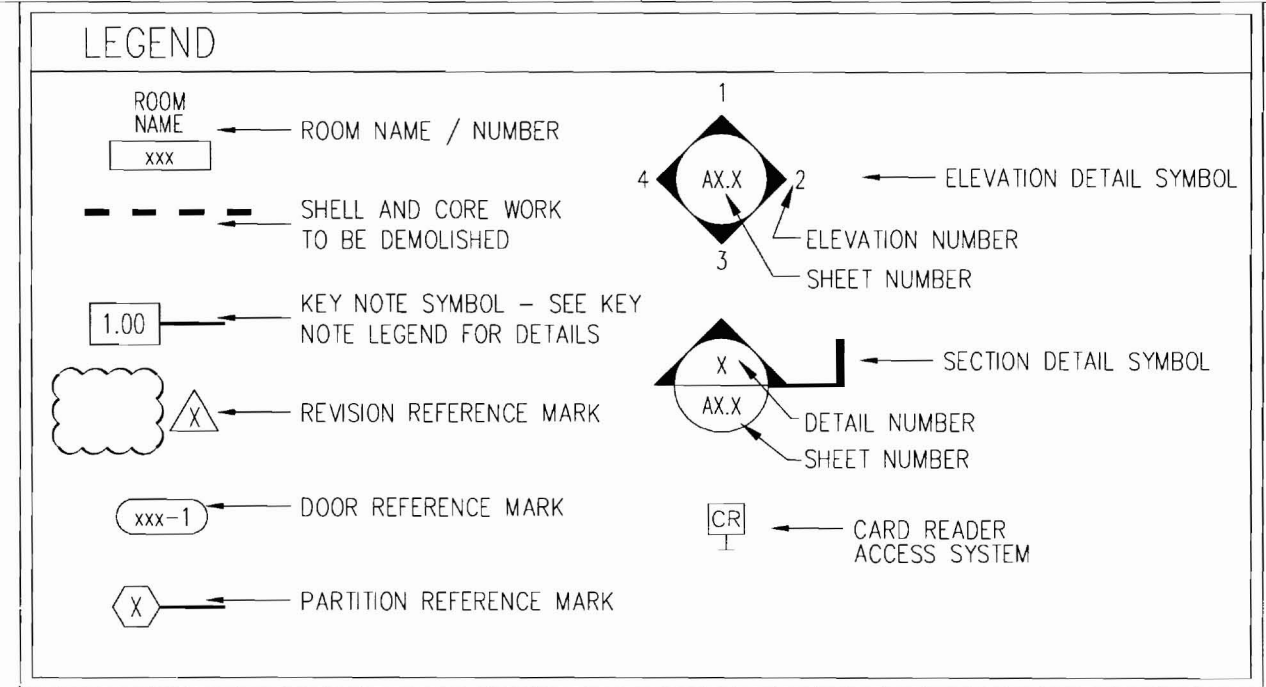 LEGEND
ROOM
NAME
xxx
ROOM NAME / NUMBER
SHELL AND CORE WORK
TO BE DEMOLISHED
1.00
KEY NOTE SYMBOL – SEE KEY
NOTE LEGEND FOR DETAILS
X
REVISION REFERENCE MARK
xxx-1
DOOR REFERENCE MARK
X
PARTITION REFERENCE MARK
1
4
AX.X
2
3
ELEVATION DETAIL SYMBOL
ELEVATION NUMBER
SHEET NUMBER
X
AX.X
SECTION DETAIL SYMBOL
DETAIL NUMBER
SHEET NUMBER
CR
CARD READER
ACCESS SYSTEM